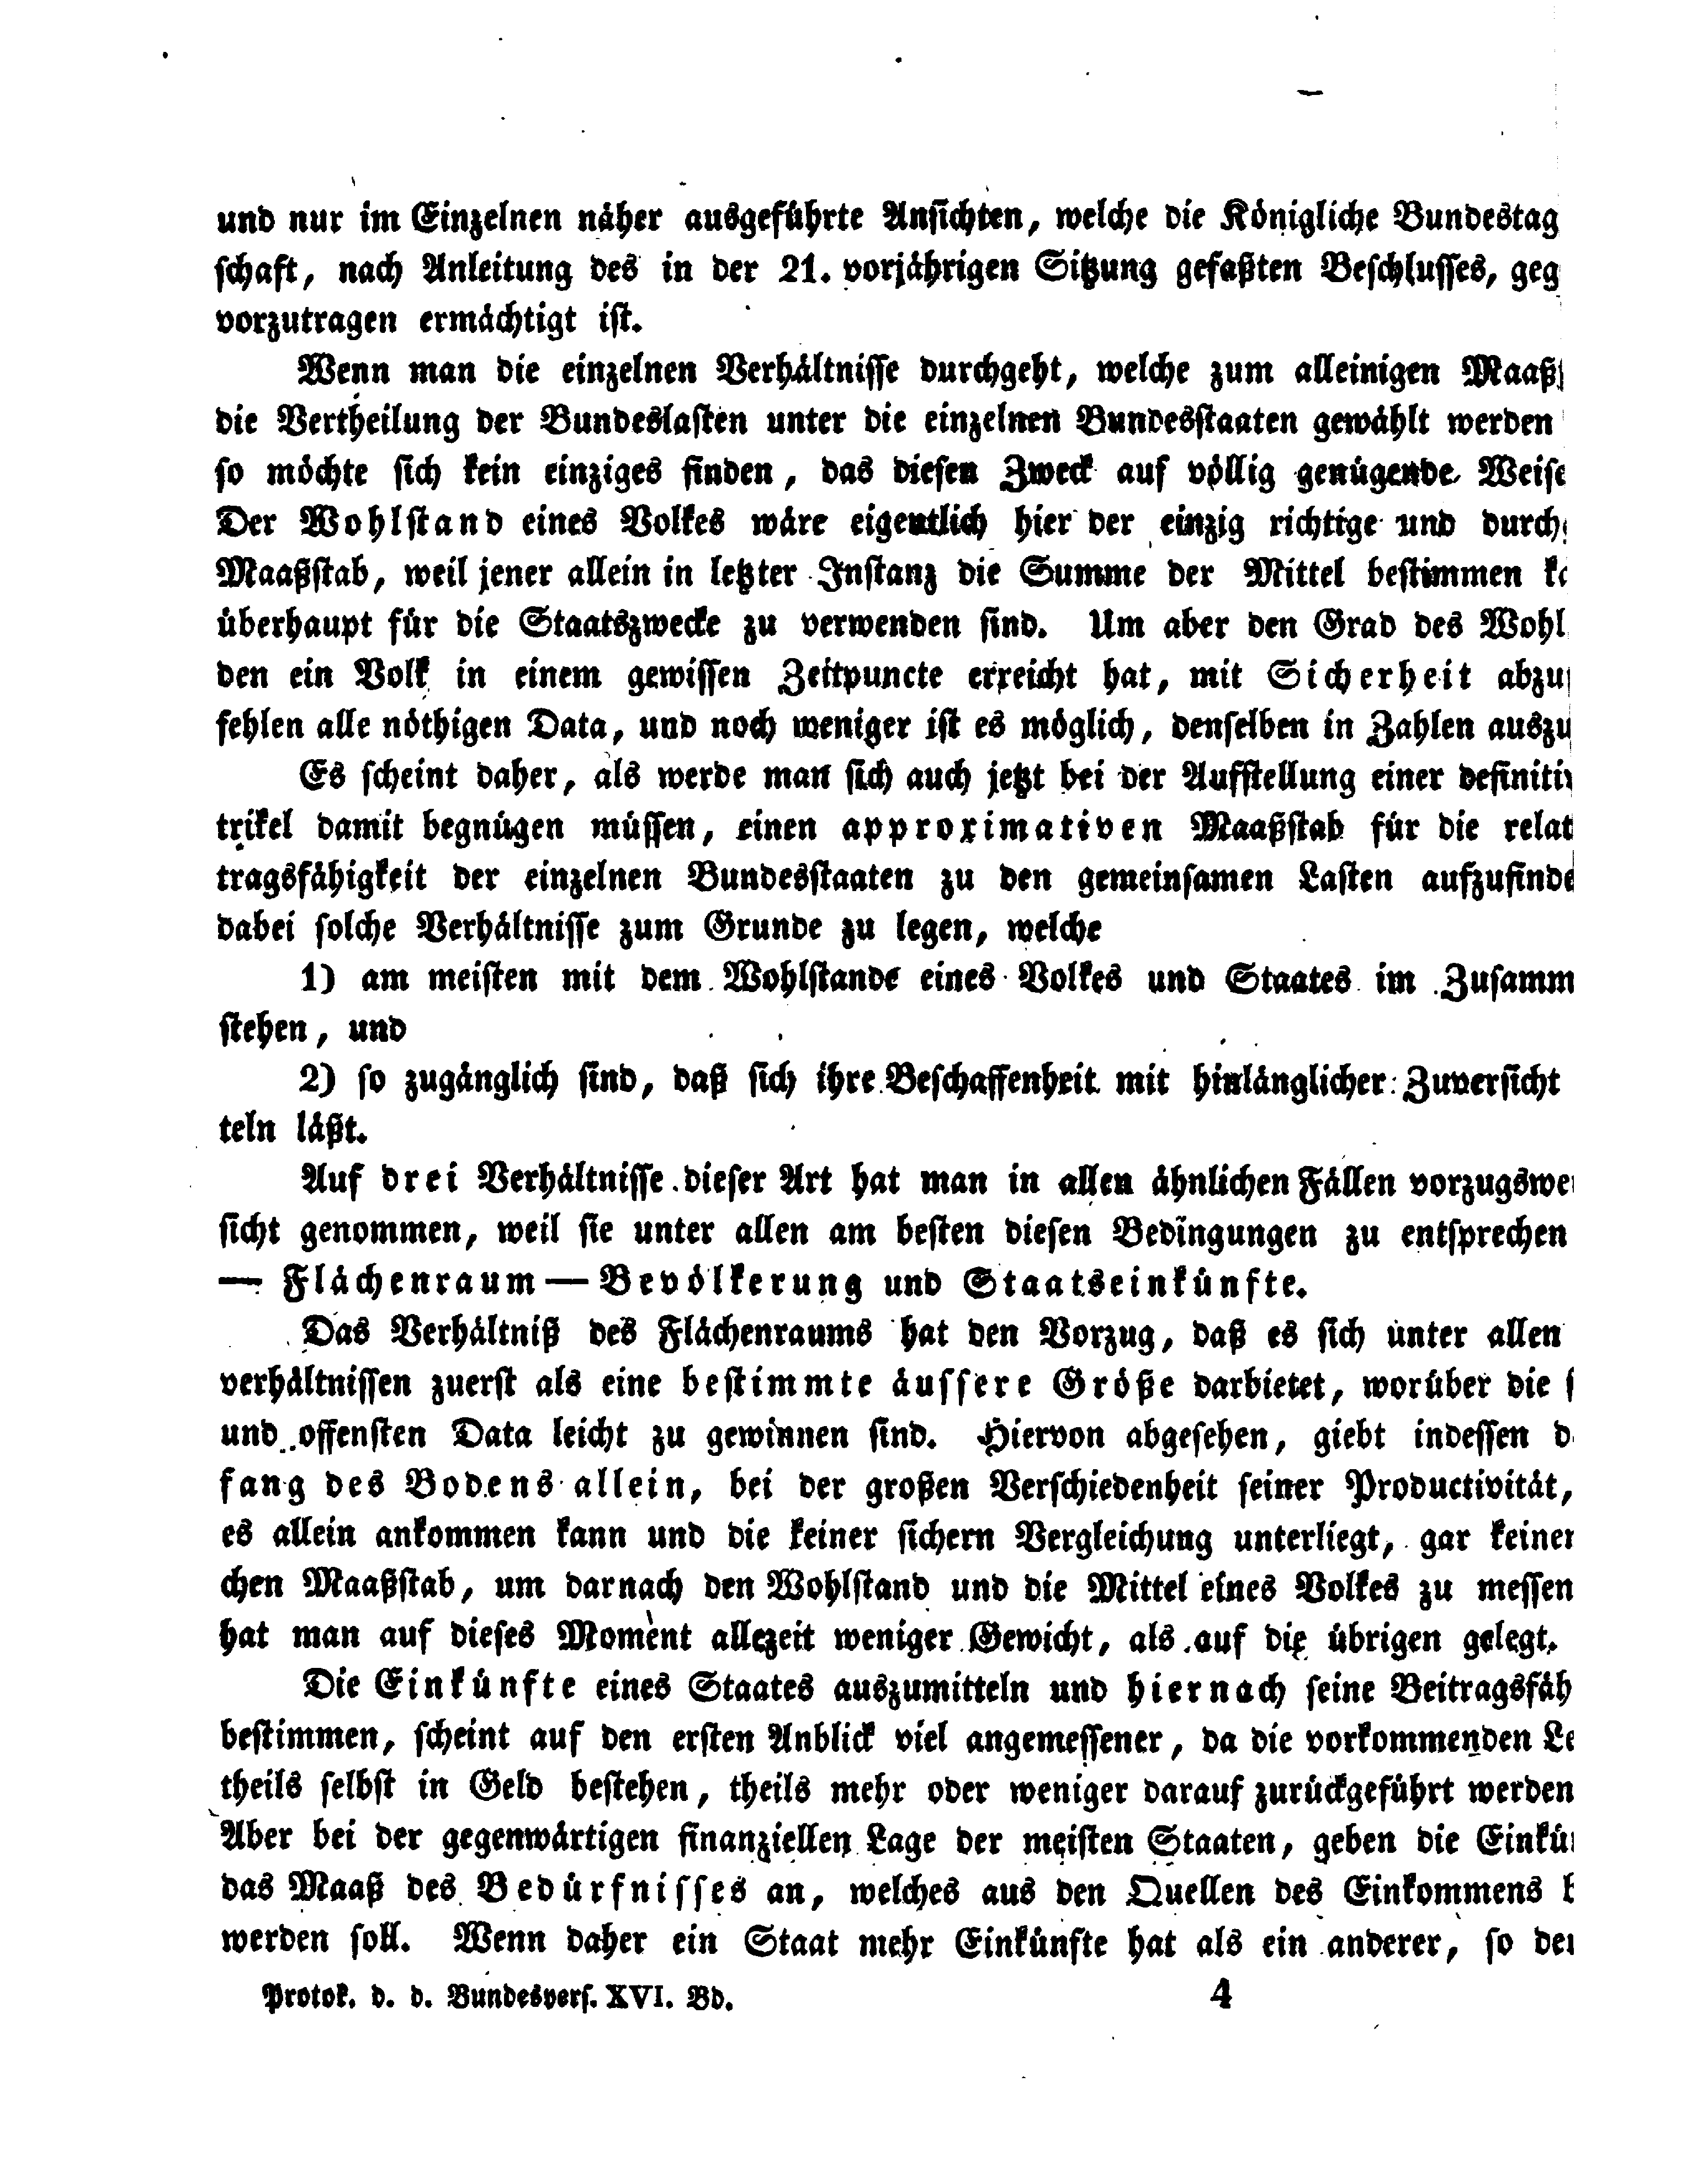 und nur im Einzelnen näher ausgeführte Ansichten, welche die Königliche Bundestag
schaft, nach Anleitung des in der 21. vorjährigen Sitzung gefaßten Beschlusses, geg
vorzutragen ermächtigt ist.
Wenn man die einzelnen Verhältnisse durchgeht, welche zum alleinigen Maaß
die Vertheilung der Bundeslasten unter die einzelnen Bundesstaaten gewählt werden
so möchte sich kein einziges finden, das diesen Zweck auf völlig genügende Weise
Der Wohlstand eines Volkes wäre eigentlich hier der einzig richtige und durch
Maaßstab, weil jener allein in letzter Instanz die Summe der Mittel bestimmen k
überhaupt für die Staatszwecke zu verwenden sind. Um aber den Grad des Wohl
den ein Volk in einem gewissen Zeitpuncte erreicht hat, mit Sicherheit abzu
fehlen alle nöthigen Data, und noch weniger ist es möglich, denselben in Zahlen auszu
Es scheint daher, als werde man sich auch jetzt bei der Aufstellung einer definiti
trikel damit begnügen müssen, einen approximativen Maaßstab für die relat
tragsfähigkeit der einzelnen Bundesstaaten zu den gemeinsamen Lasten aufzufinde
dabei solche Verhältnisse zum Grunde zu legen, welche
1) am meisten mit dem Wohlstande eines Volkes und Staates im Zusamm
stehen, und
2) so zugänglich sind, daß sich ihre Beschaffenheit mit hinlänglicher Zuversicht
teln läßt.
Auf drei Verhältnisse dieser Art hat man in allen ähnlichen Fällen vorzugswe
sicht genommen, weil sie unter allen am besten diesen Bedingungen zu entsprechen
— Flächenraum — Bevölkerung und Staatseinkünfte.
Das Verhältniß des Flächenraums hat den Vorzug, daß es sich unter allen
verhältnissen zuerst als eine bestimmte äussere Größe darbietet, worüber die s
und offensten Data leicht zu gewinnen sind. Hiervon abgesehen, giebt indessen d
fang des Bodens allein, bei der großen Verschiedenheit seiner Productivität,
es allein ankommen kann und die keiner sichern Vergleichung unterliegt, gar keinen
chen Maaßstab, um darnach den Wohlstand und die Mittel eines Volkes zu messen
hat man auf dieses Moment allezeit weniger Gewicht, als auf die übrigen gelegt.
Die Einkünfte eines Staates auszumitteln und hiernach seine Beitragsfäh
bestimmen, scheint auf den ersten Anblick viel angemessener, da die vorkommenden Le
theils selbst in Geld bestehen, theils mehr oder weniger darauf zurückgeführt werden
Aber bei der gegenwärtigen finanziellen Lage der meisten Staaten, geben die Einkü
das Maaß des Bedürfnisses an, welches aus den Quellen des Einkommens b
werden soll. Wenn daher ein Staat mehr Einkünfte hat als ein anderer, so de
Protok. d. d. Bundesvers. XVI. Bd. 4